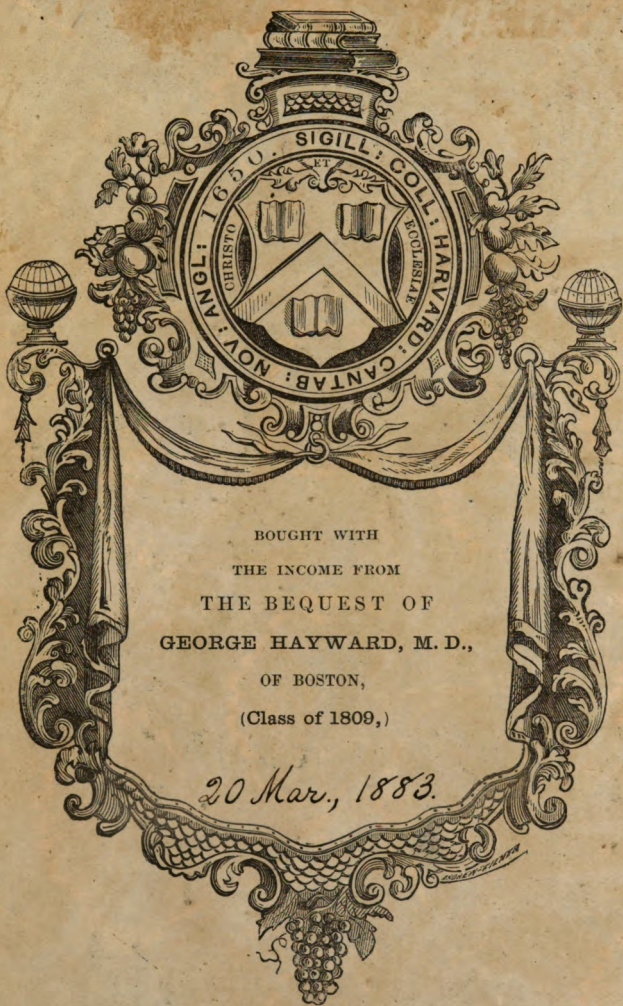 SIGILL: COLL: HARVARD: CANTAB: NOV: ANGL: 1650.
ET
CHRISTO
ECCLESIAE
BOUGHT WITH
THE INCOME FROM
THE BEQUEST OF
GEORGE HAYWARD, M. D.,
OF BOSTON,
(Class of 1809,)
20 Mar., 1883.